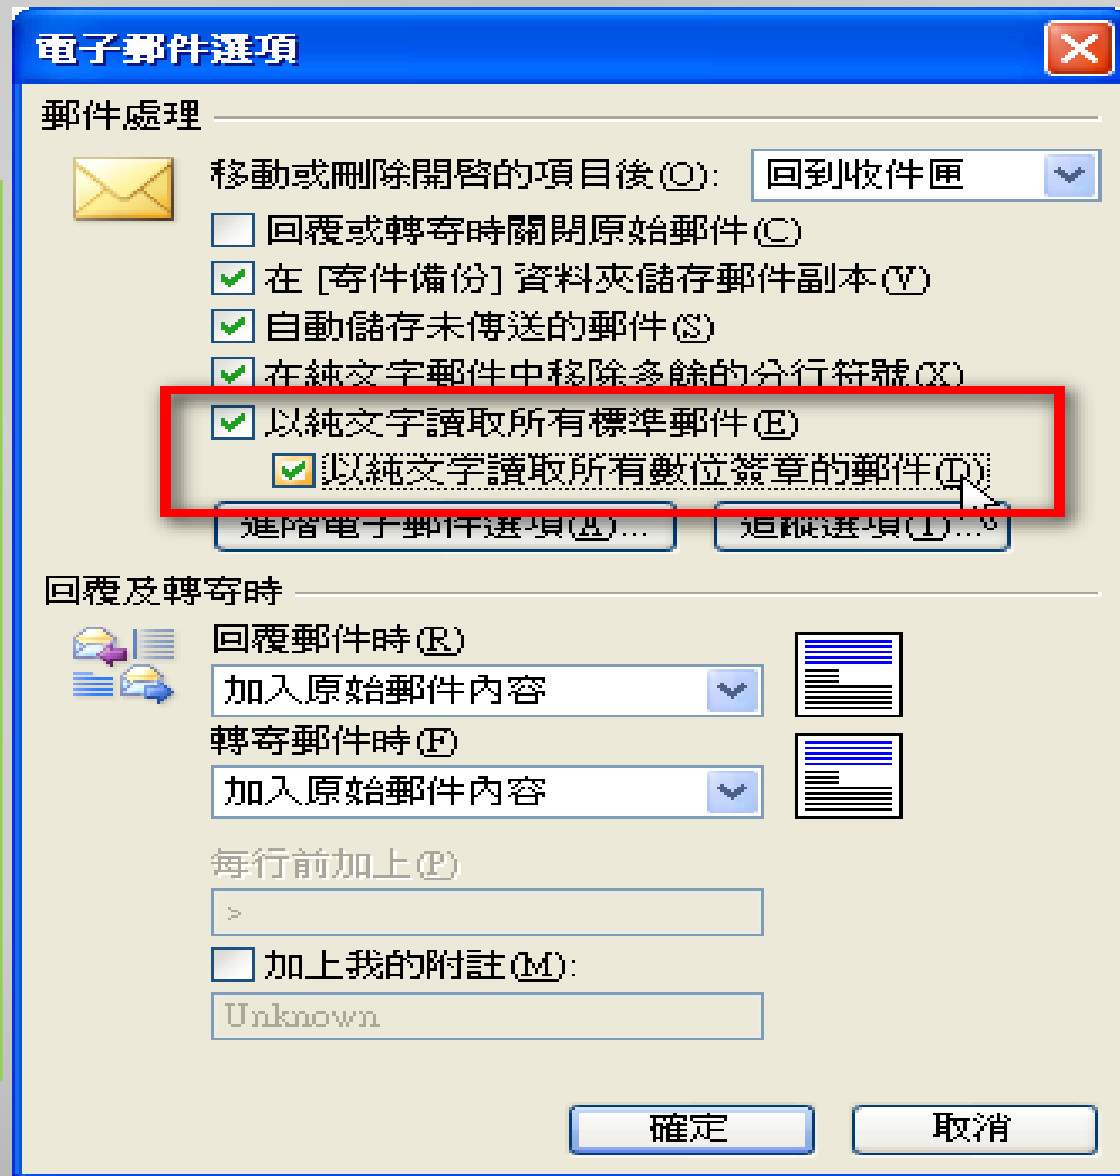 電子郵件選項
郵件處理
移動或刪除開啟的項目後(O): 回到收件匣
回覆或轉寄時關閉原始郵件(C)
在 [寄件備份] 資料夾儲存郵件副本(V)
自動儲存未傳送的郵件(S)
在純文字郵件中移除多餘的分行符號(X)
以純文字讀取所有標準郵件(E)
以純文字讀取所有數位簽章的郵件(D)
進階電子郵件選項(A)... 追蹤選項(T)...
回覆及轉寄時
回覆郵件時(R)
加入原始郵件內容
轉寄郵件時(F)
加入原始郵件內容
每行前加上(P)
>
加上我的附註(M):
Unknown
確定 取消